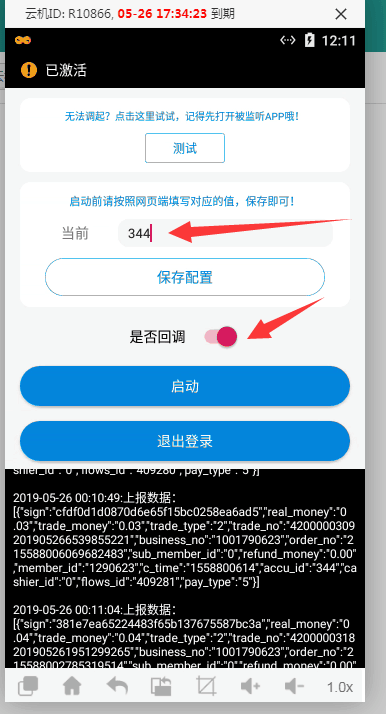 云机ID: R10866, 05-26 17:34:23 到期
12:11
已激活
无法调起？点击这里试试，记得先打开被监听APP哦！
测试
启动前请按照网页端填写对应的值，保存即可！
当前 344
保存配置
是否回调
启动
退出登录
shier_id":"0","flows_id":"409280","pay_type":"5"}]
2019-05-26 00:10:49:上报数据：
[{"sign":"cfdf0d1d0870d6e65f15bc0258ea6ad5","real_money":"0
.03","trade_money":"0.03","trade_type":"2","trade_no":"4200000309
201905266539855221","business_no":"1001790623","order_no":"2
155880060696824​83","sub_member_id":"0","refund_money":"0.00"
,"member_id":"1290623","c_time":"1558800614","accu_id":"344","ca
shier_id":"0","flows_id":"409281","pay_type":"5"}]
2019-05-26 00:11:04:上报数据：
[{"sign":"381e7ea65224483f65b137675587bc3a","real_money":"0
.04","trade_money":"0.04","trade_type":"2","trade_no":"4200000318
201905261951299265","business_no":"1001790623","order_no":"2
15588002785319514","sub_member_id":"0","refund_money":"0.00"
1.0x